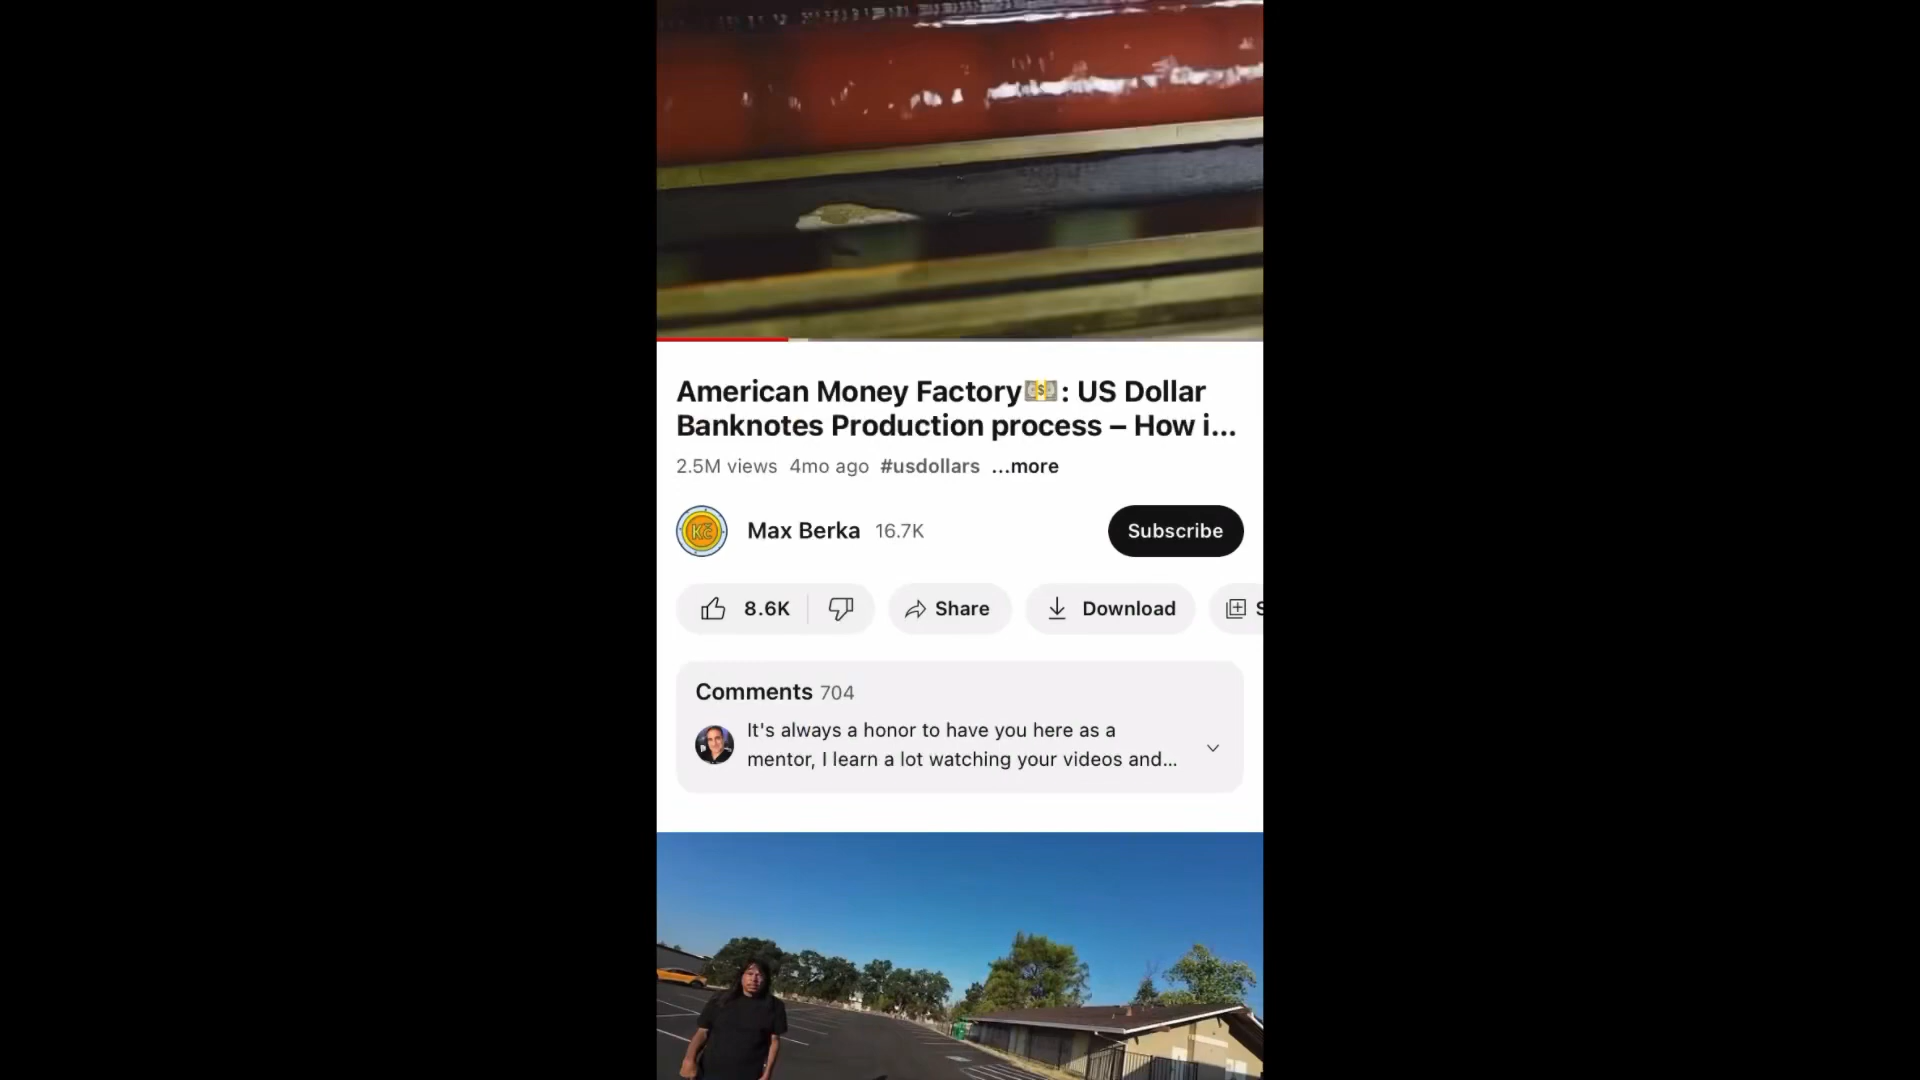 American Money Factory💵: US Dollar
Banknotes Production process – How i...
2.5M views 4mo ago #usdollars ...more
KČ
Max Berka 16.7K
Subscribe
8.6K
Share
Download
S
Comments 704
It's always a honor to have you here as a
mentor, I learn a lot watching your videos and...